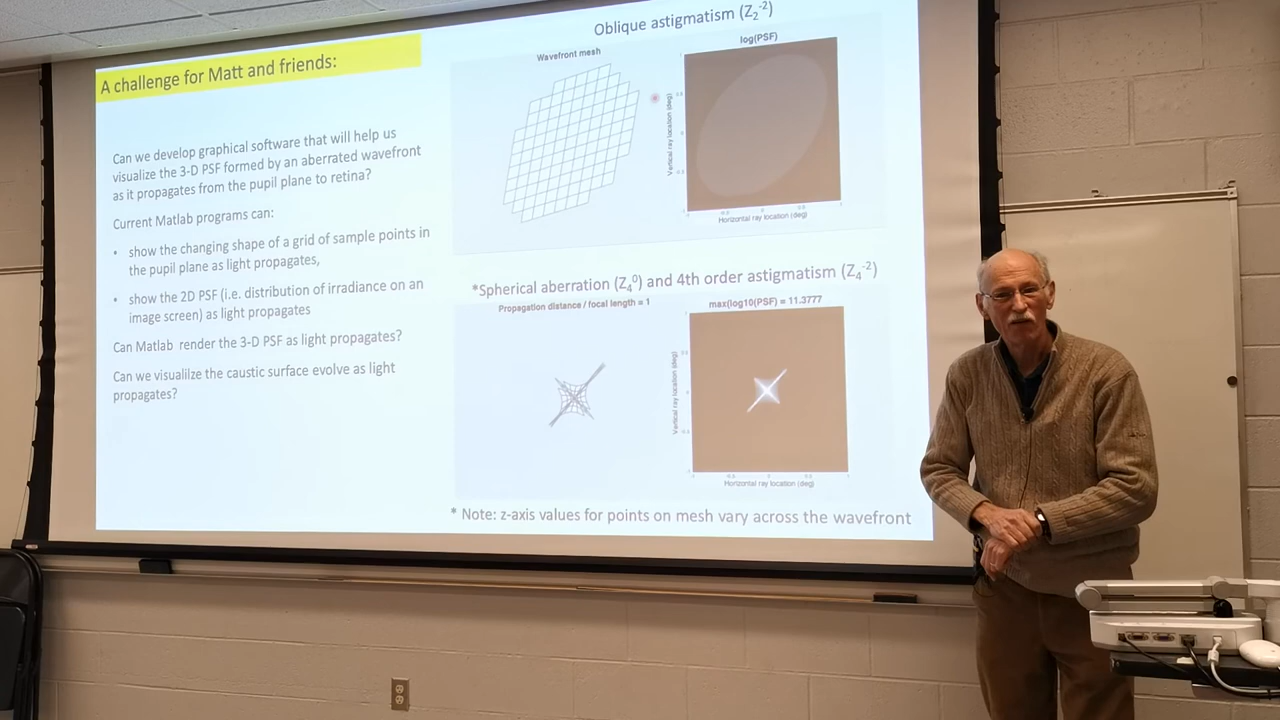 A challenge for Matt and friends:
Can we develop graphical software that will help us
visualize the 3-D PSF formed by an aberrated wavefront
as it propagates from the pupil plane to retina?
Current Matlab programs can:
• show the changing shape of a grid of sample points in
the pupil plane as light propagates,
• show the 2D PSF (i.e. distribution of irradiance on an
image screen) as light propagates
Can Matlab render the 3-D PSF as light propagates?
Can we visualilze the caustic surface evolve as light
propagates?
Oblique astigmatism (Z₂⁻²)
Wavefront mesh
log(PSF)
Vertical ray location (deg)
Horizontal ray location (deg)
*Spherical aberration (Z₄⁰) and 4th order astigmatism (Z₄⁻²)
Propagation distance / focal length = 1
max(log10(PSF) = 11.3777
Vertical ray location (deg)
Horizontal ray location (deg)
* Note: z-axis values for points on mesh vary across the wavefront